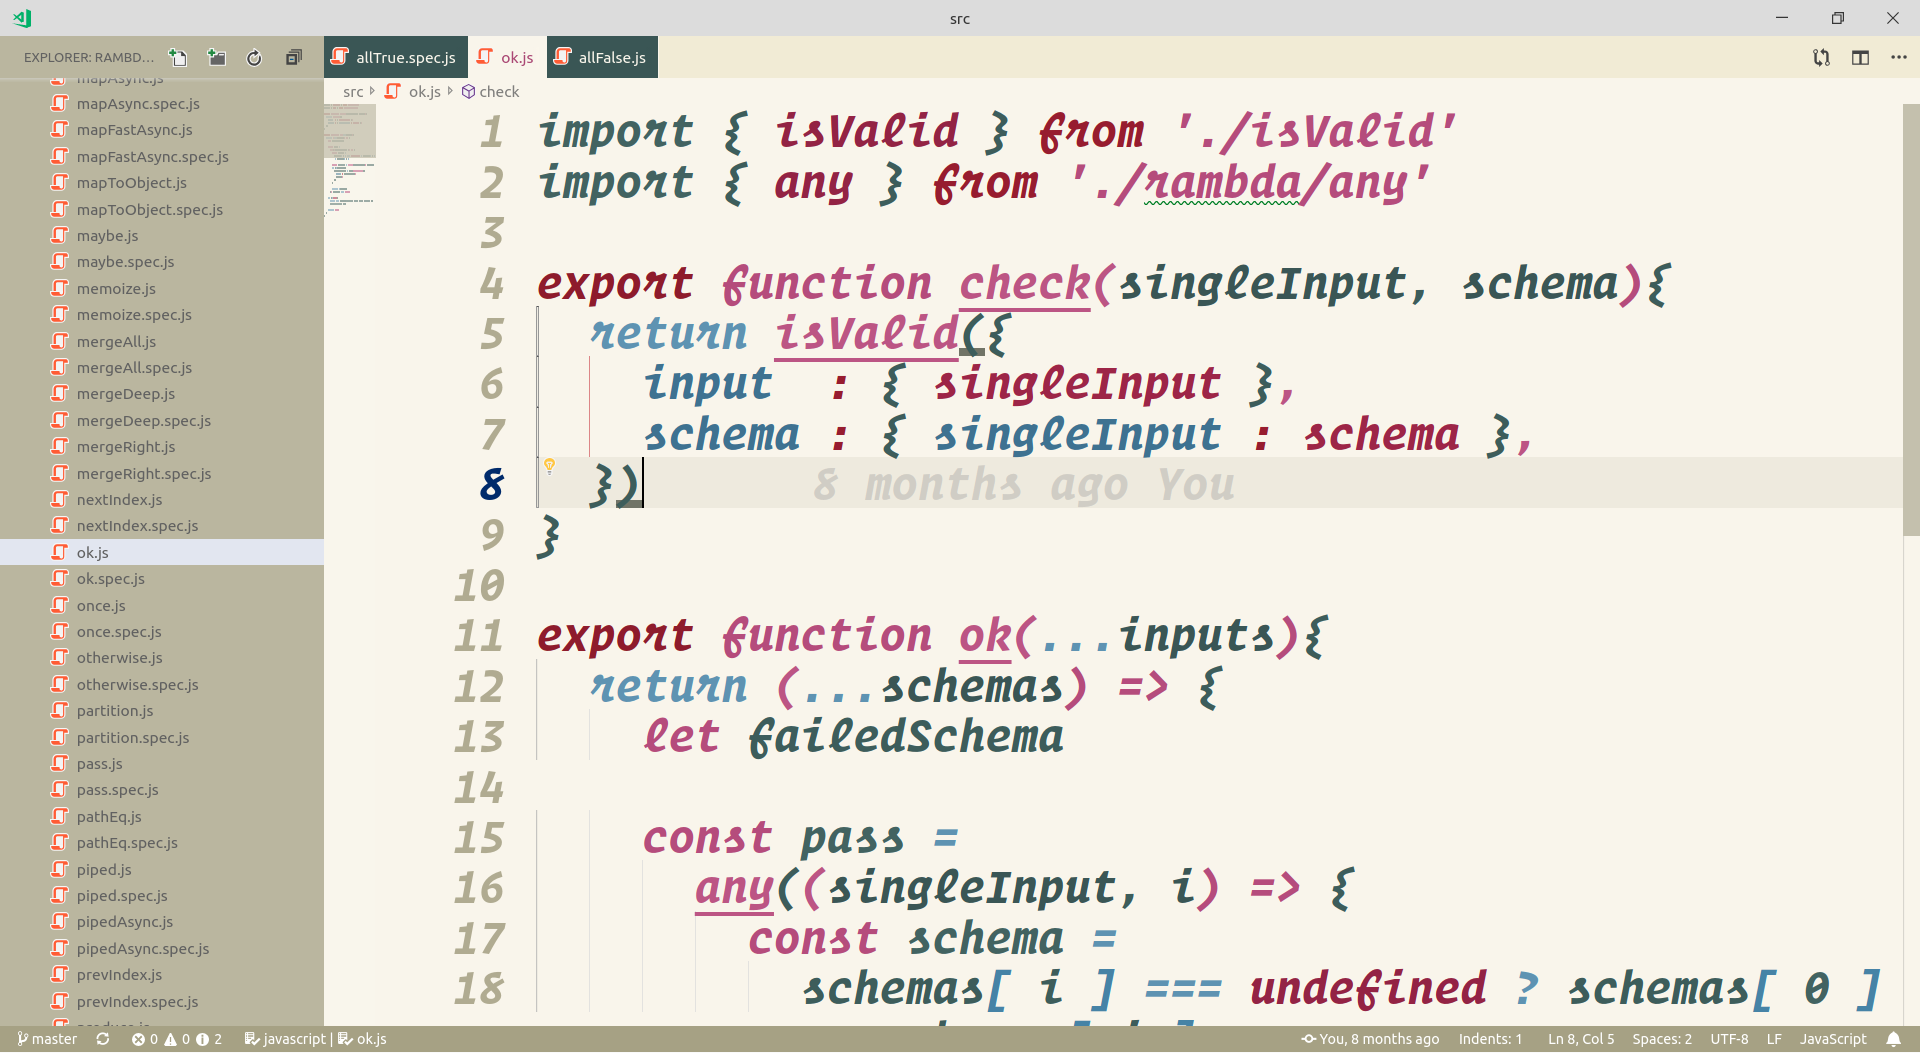 src
EXPLORER: RAMBD...
allTrue.spec.js
ok.js
allFalse.js
src
ok.js
check
mapAsync.js
mapAsync.spec.js
mapFastAsync.js
mapFastAsync.spec.js
mapToObject.js
mapToObject.spec.js
maybe.js
maybe.spec.js
memoize.js
memoize.spec.js
mergeAll.js
mergeAll.spec.js
mergeDeep.js
mergeDeep.spec.js
mergeRight.js
mergeRight.spec.js
nextIndex.js
nextIndex.spec.js
ok.js
ok.spec.js
once.js
once.spec.js
otherwise.js
otherwise.spec.js
partition.js
partition.spec.js
pass.js
pass.spec.js
pathEq.js
pathEq.spec.js
piped.js
piped.spec.js
pipedAsync.js
pipedAsync.spec.js
prevIndex.js
prevIndex.spec.js
1 import { isValid } from './isValid'
2 import { any } from './rambda/any'
3
4 export function check(singleInput, schema){
5 return isValid({
6 input : { singleInput },
7 schema : { singleInput : schema },
8 }) 8 months ago You
9 }
10
11 export function ok(...inputs){
12 return (...schemas) => {
13 let failedSchema
14
15 const pass =
16 any((singleInput, i) => {
17 const schema =
18 schemas[ i ] === undefined ? schemas[ 0 ]
master 0 0 2 javascript | ok.js You, 8 months ago Indents: 1 Ln 8, Col 5 Spaces: 2 UTF-8 LF JavaScript